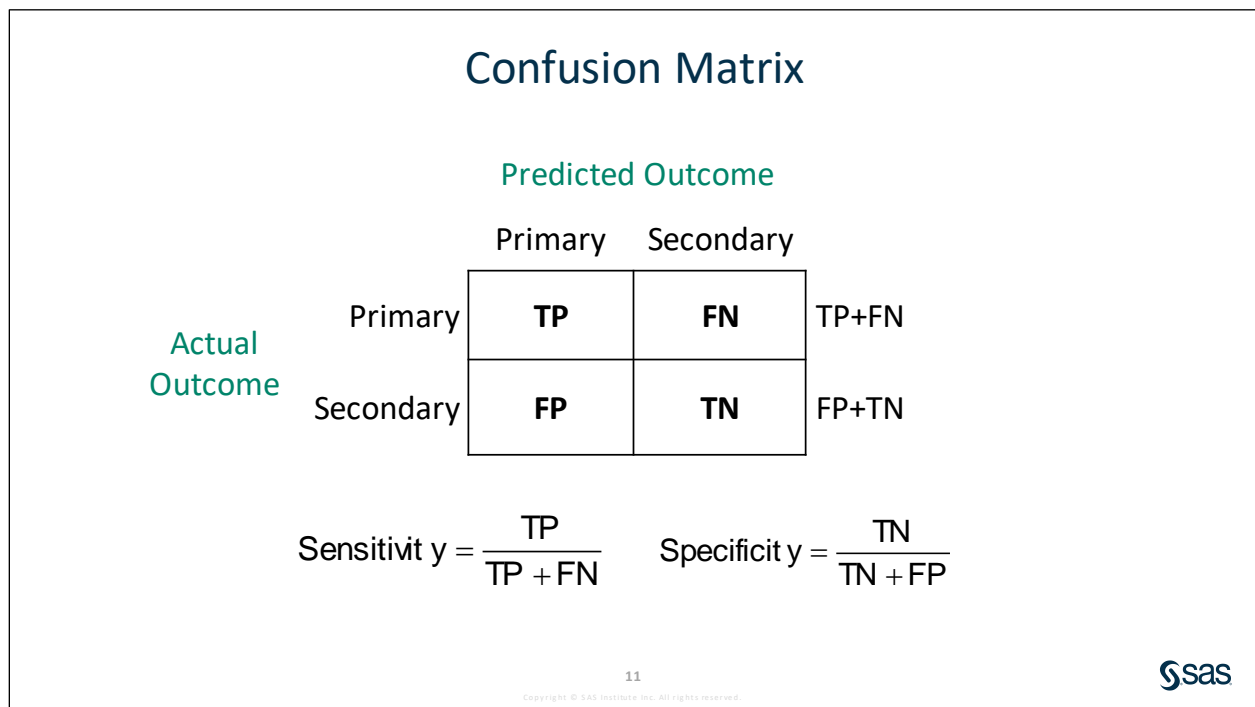 Confusion Matrix
Predicted Outcome
Primary Secondary
Primary TP FN TP+FN
Actual
Outcome
Secondary FP TN FP+TN
Sensitivit y = TP / TP + FN Specificit y = TN / TN + FP
11
Copyright © SAS Institute Inc. All rights reserved.
sas